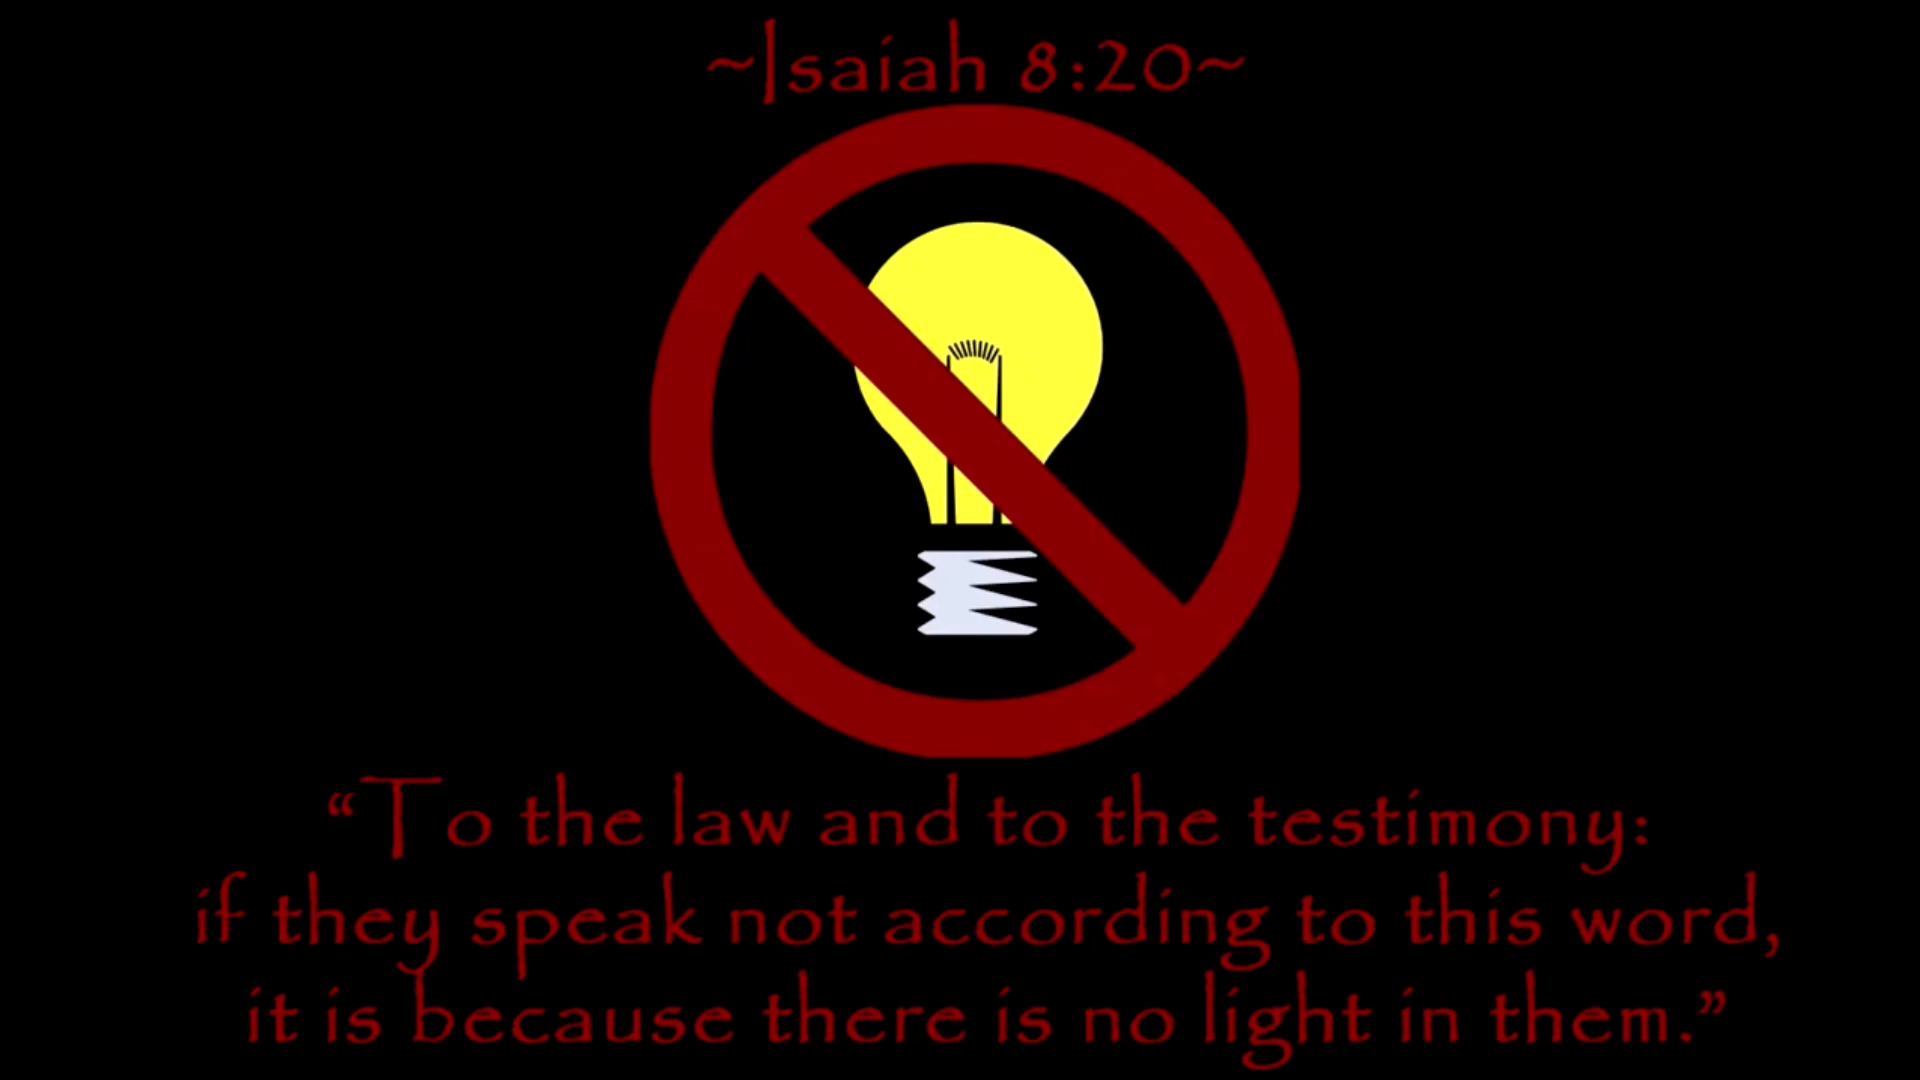 ~Isaiah 8:20~
“To the law and to the testimony:
if they speak not according to this word,
it is because there is no light in them.”